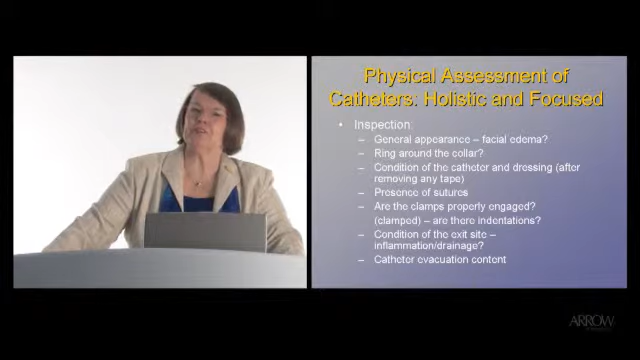 Physical Assessment of
Catheters: Holistic and Focused
• Inspection:
– General appearance – facial edema?
– Ring around the collar?
– Condition of the catheter and dressing (after
removing any tape)
– Presence of sutures
– Are the clamps properly engaged?
– (clamped) – are there indentations?
– Condition of the exit site –
inflammation/drainage?
– Catheter evacuation content
ARROW